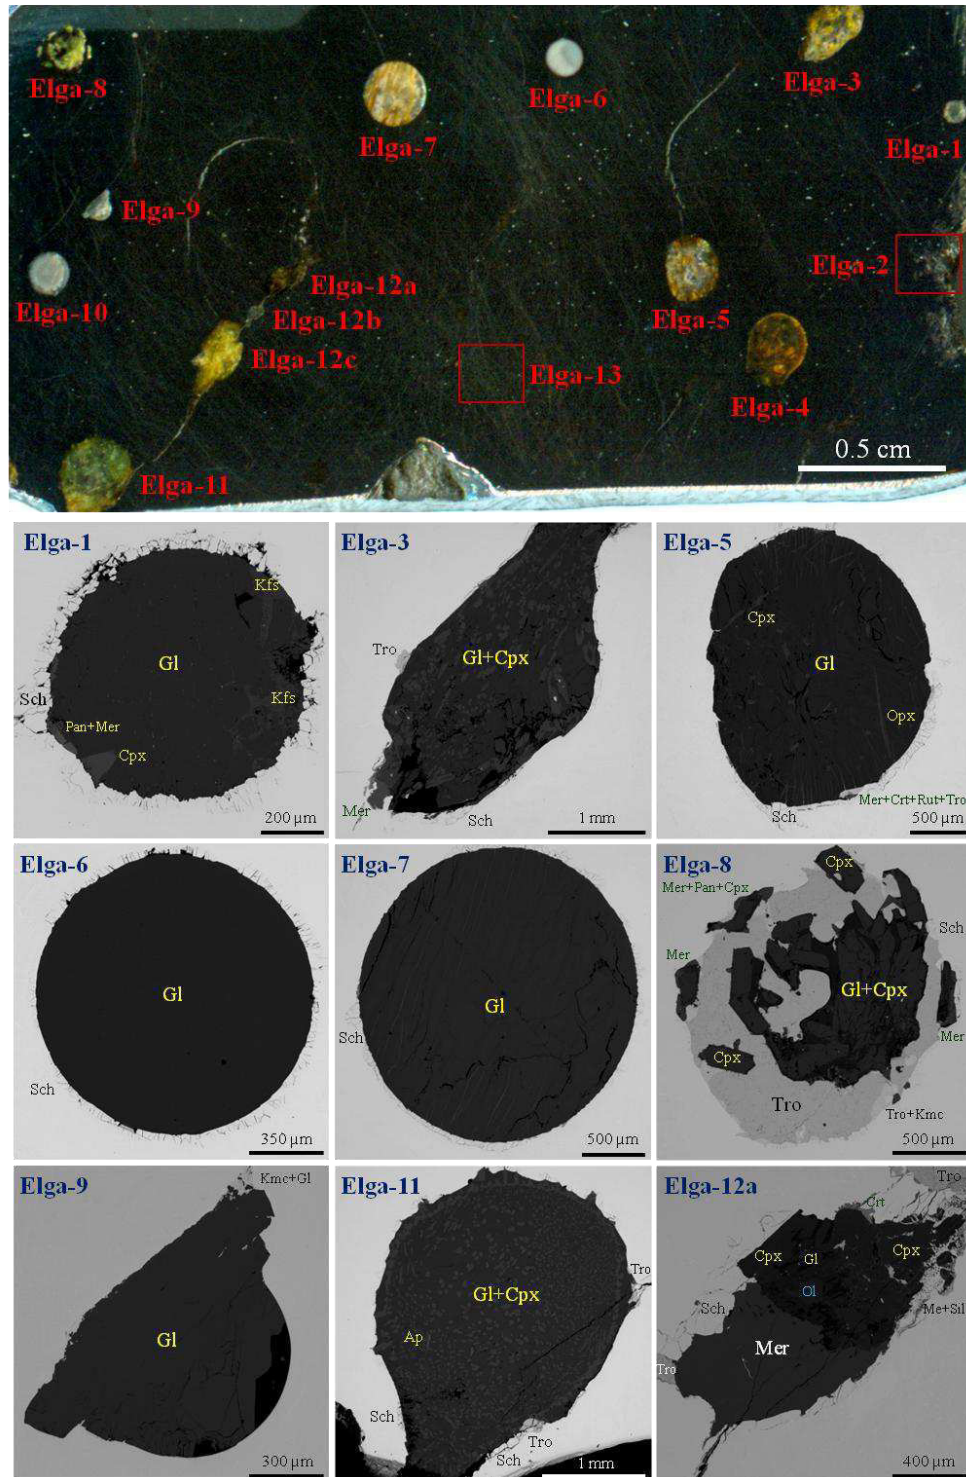 Elga-8
Elga-7
Elga-6
Elga-3
Elga-1
Elga-9
Elga-2
Elga-12a
Elga-10
Elga-12b
Elga-5
Elga-12c
Elga-13
Elga-4
0.5 cm
Elga-11
Elga-1
Kfs
Gl
Sch
Kfs
Pan+Mer
Cpx
200 µm
Elga-3
Tro
Gl+Cpx
Mer
Sch
1 mm
Elga-5
Cpx
Gl
Opx
Mer+Crt+Rut+Tro
Sch
500 µm
Elga-6
Gl
Sch
350 µm
Elga-7
Gl
Sch
500 µm
Elga-8
Cpx
Mer+Pan+Cpx
Sch
Mer
Gl+Cpx
Mer
Cpx
Tro
Tro+Kmc
500 µm
Elga-9
Kmc+Gl
Gl
300 µm
Elga-11
Tro
Gl+Cpx
Ap
Sch
Tro
Sch
1 mm
Elga-12a
Tro
Crt
Cpx
Gl
Cpx
Ol
Sch
Me+Sil
Mer
Tro
400 µm